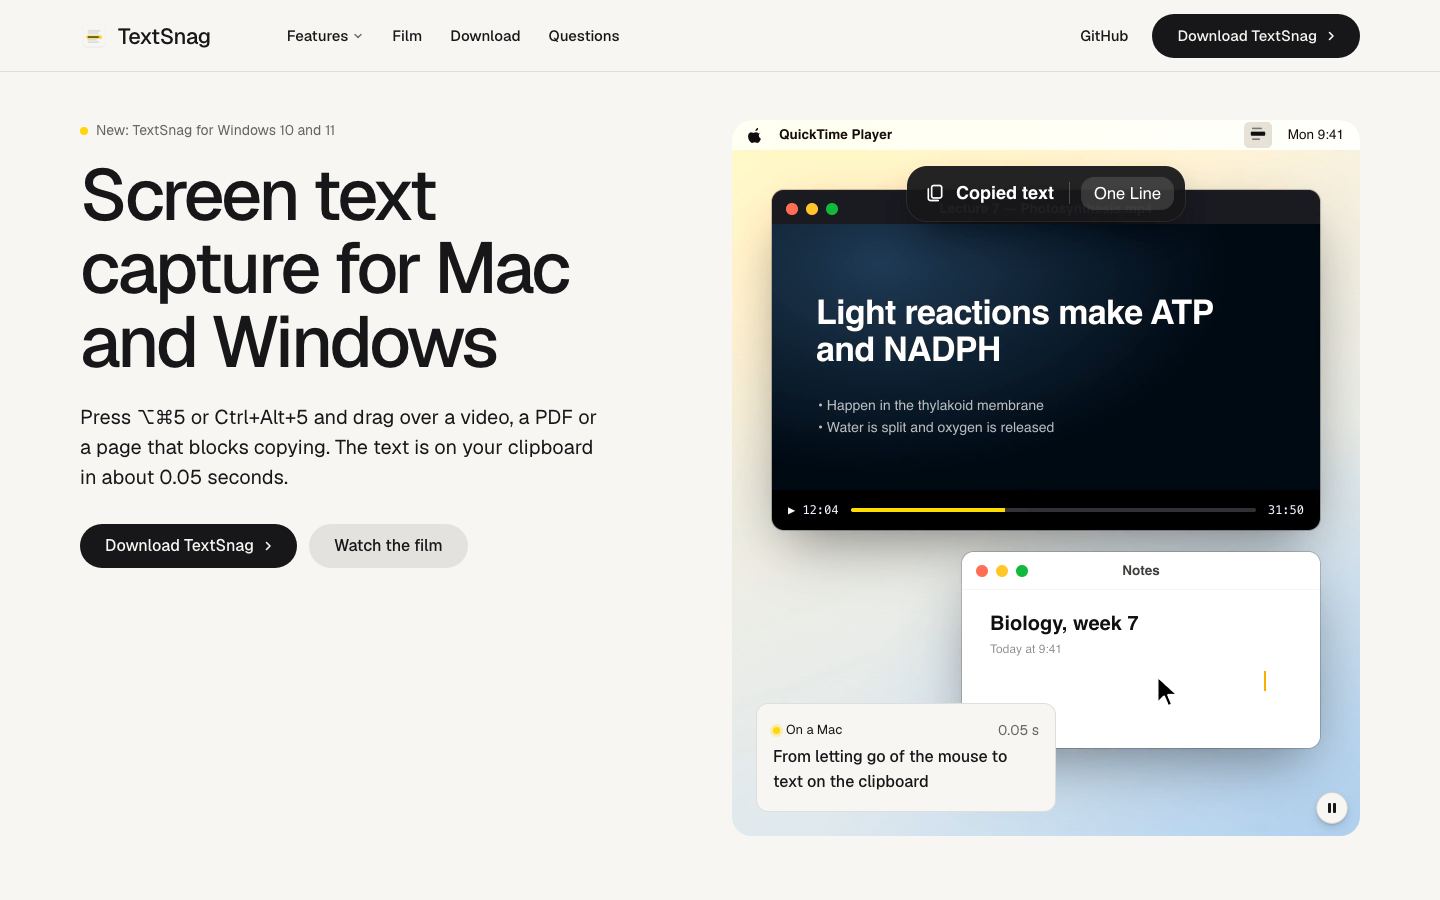 TextSnag
Features
Film
Download
Questions
GitHub
Download TextSnag
New: TextSnag for Windows 10 and 11
Screen text
capture for Mac
and Windows
Press ⌥⌘5 or Ctrl+Alt+5 and drag over a video, a PDF or
a page that blocks copying. The text is on your clipboard
in about 0.05 seconds.
Download TextSnag
Watch the film
QuickTime Player
Mon 9:41
Copied text
One Line
Light reactions make ATP
and NADPH
• Happen in the thylakoid membrane
• Water is split and oxygen is released
12:04
31:50
Notes
Biology, week 7
Today at 9:41
On a Mac
0.05 s
From letting go of the mouse to
text on the clipboard